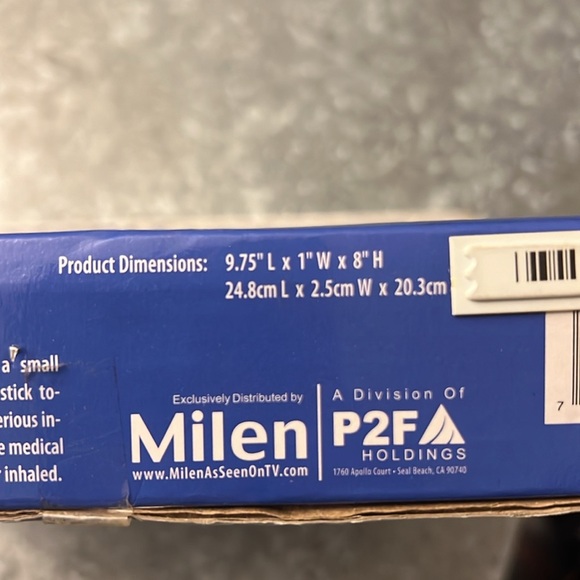 Product Dimensions: 9.75" L x 1" W x 8" H
24.8cm L x 2.5cm W x 20.3cm
a small
stick to-
erious in-
e medical
inhaled.
Exclusively Distributed by
Milen
www.MilenAsSeenOnTV.com
A Division Of
P2F
HOLDINGS
1760 Apollo Court • Seal Beach, CA 90740
7